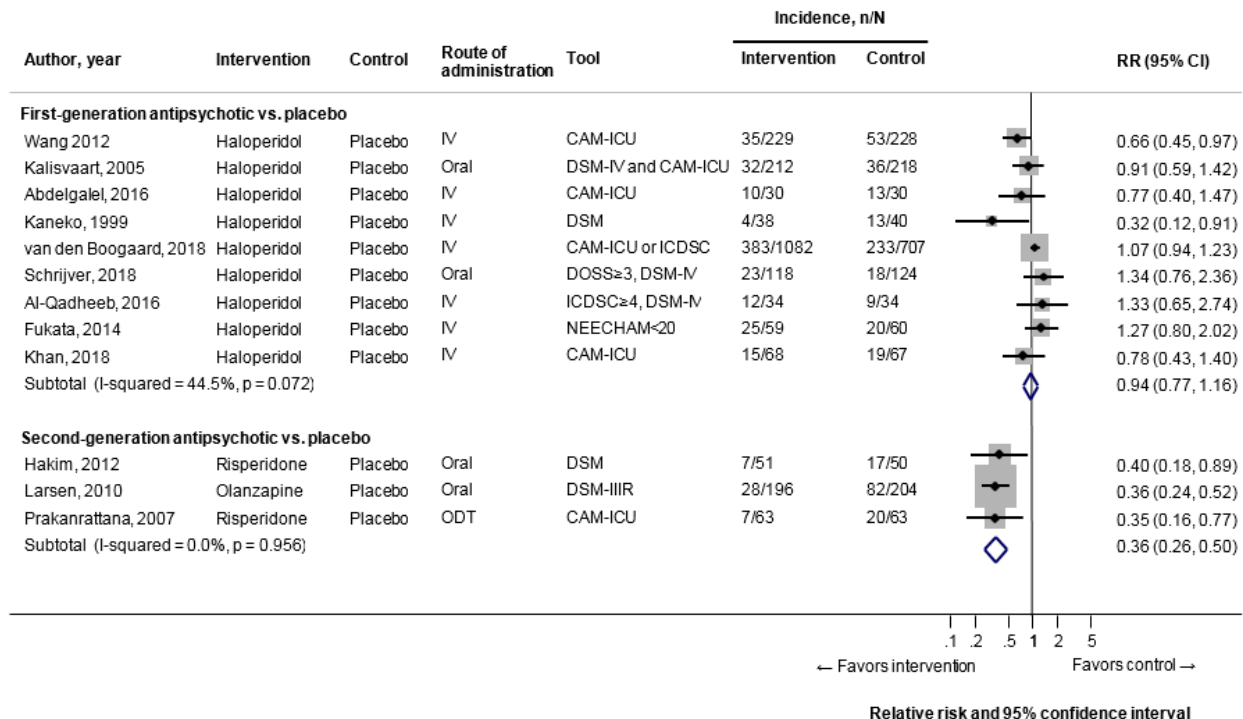 Incidence, n/N
Author, year Intervention Control Route of administration Tool Intervention Control RR (95% CI)
First-generation antipsychotic vs. placebo
Wang 2012 Haloperidol Placebo IV CAM-ICU 35/229 53/228 0.66 (0.45, 0.97)
Kalisvaart, 2005 Haloperidol Placebo Oral DSM-IV and CAM-ICU 32/212 36/218 0.91 (0.59, 1.42)
Abdelgalel, 2016 Haloperidol Placebo IV CAM-ICU 10/30 13/30 0.77 (0.40, 1.47)
Kaneko, 1999 Haloperidol Placebo IV DSM 4/38 13/40 0.32 (0.12, 0.91)
van den Boogaard, 2018 Haloperidol Placebo IV CAM-ICU or ICDSC 383/1082 233/707 1.07 (0.94, 1.23)
Schrijver, 2018 Haloperidol Placebo Oral DOSS≥3, DSM-IV 23/118 18/124 1.34 (0.76, 2.36)
Al-Qadheeb, 2016 Haloperidol Placebo IV ICDSC≥4, DSM-IV 12/34 9/34 1.33 (0.65, 2.74)
Fukata, 2014 Haloperidol Placebo IV NEECHAM<20 25/59 20/60 1.27 (0.80, 2.02)
Khan, 2018 Haloperidol Placebo IV CAM-ICU 15/68 19/67 0.78 (0.43, 1.40)
Subtotal (I-squared = 44.5%, p = 0.072) 0.94 (0.77, 1.16)
Second-generation antipsychotic vs. placebo
Hakim, 2012 Risperidone Placebo Oral DSM 7/51 17/50 0.40 (0.18, 0.89)
Larsen, 2010 Olanzapine Placebo Oral DSM-IIIR 28/196 82/204 0.36 (0.24, 0.52)
Prakanrattana, 2007 Risperidone Placebo ODT CAM-ICU 7/63 20/63 0.35 (0.16, 0.77)
Subtotal (I-squared = 0.0%, p = 0.956) 0.36 (0.26, 0.50)
.1 .2 .5 1 2 5
← Favors intervention Favors control →
Relative risk and 95% confidence interval